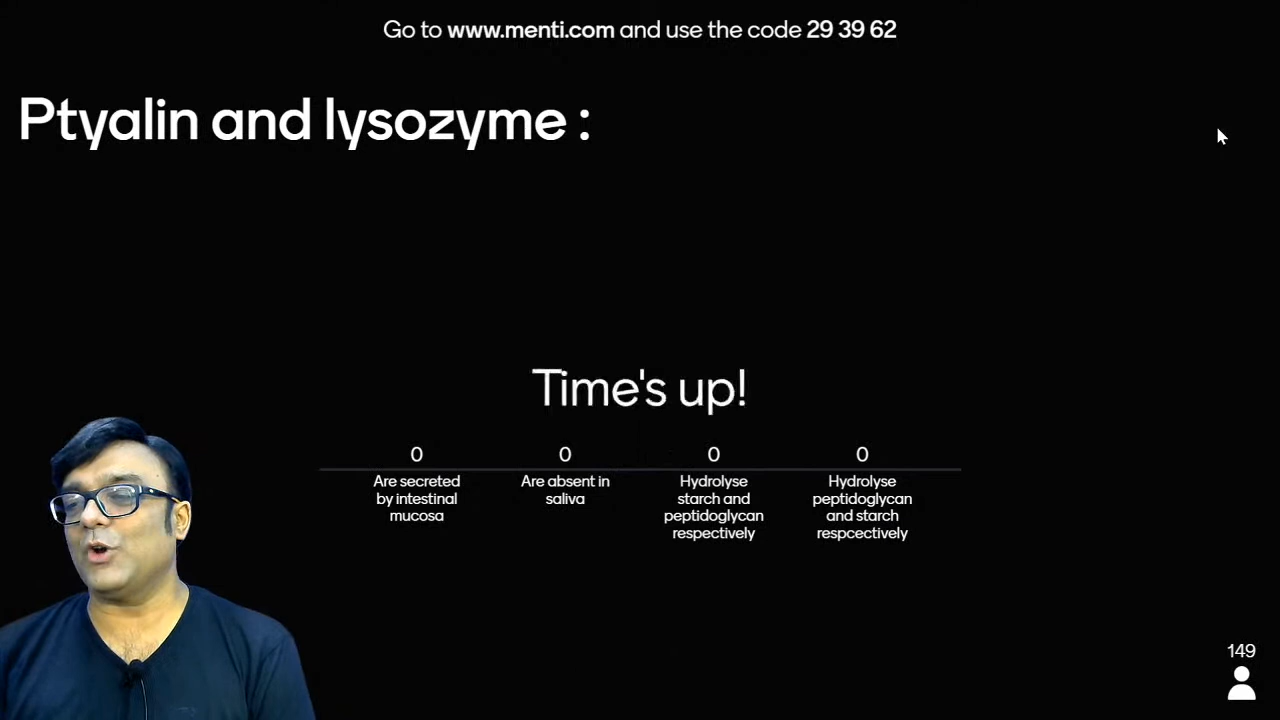 Go to www.menti.com and use the code 29 39 62
Ptyalin and lysozyme :
Time's up!
0
0
0
0
Are secreted
by intestinal
mucosa
Are absent in
saliva
Hydrolyse
starch and
peptidoglycan
respectively
Hydrolyse
peptidoglycan
and starch
respcectively
149